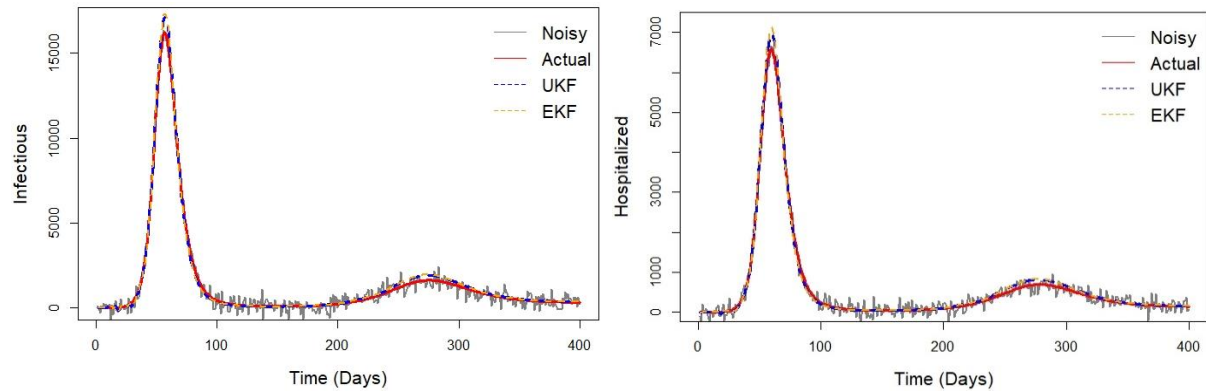 Infectious
15000
10000
5000
0
0 100 200 300 400
Time (Days)
Noisy
Actual
UKF
EKF
Hospitalized
7000
5000
3000
1000
0
0 100 200 300 400
Time (Days)
Noisy
Actual
UKF
EKF